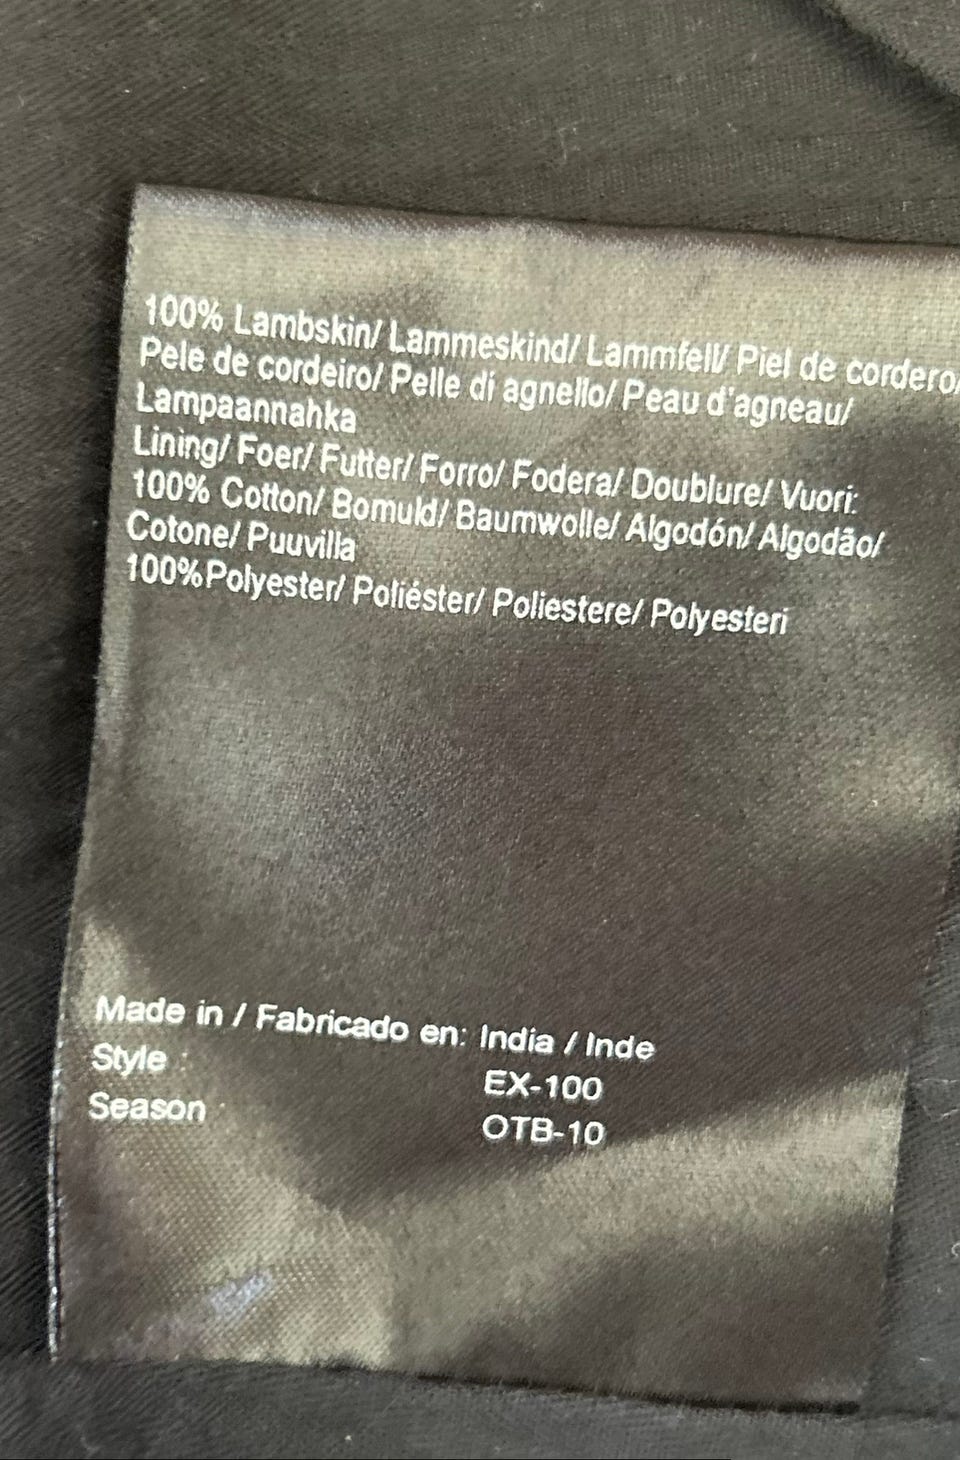 100% Lambskin/ Lammeskind/ Lammfell/ Piel de cordero/
Pele de cordeiro/ Pelle di agnello/ Peau d'agneau/
Lampaannahka
Lining/ Foer/ Futter/ Forro/ Fodera/ Doublure/ Vuori:
100% Cotton/ Bomuld/ Baumwolle/ Algodón/ Algodão/
Cotone/ Puuvilla
100%Polyester/ Poliéster/ Poliestere/ Polyesteri
Made in / Fabricado en: India / Inde
Style : EX-100
Season : OTB-10